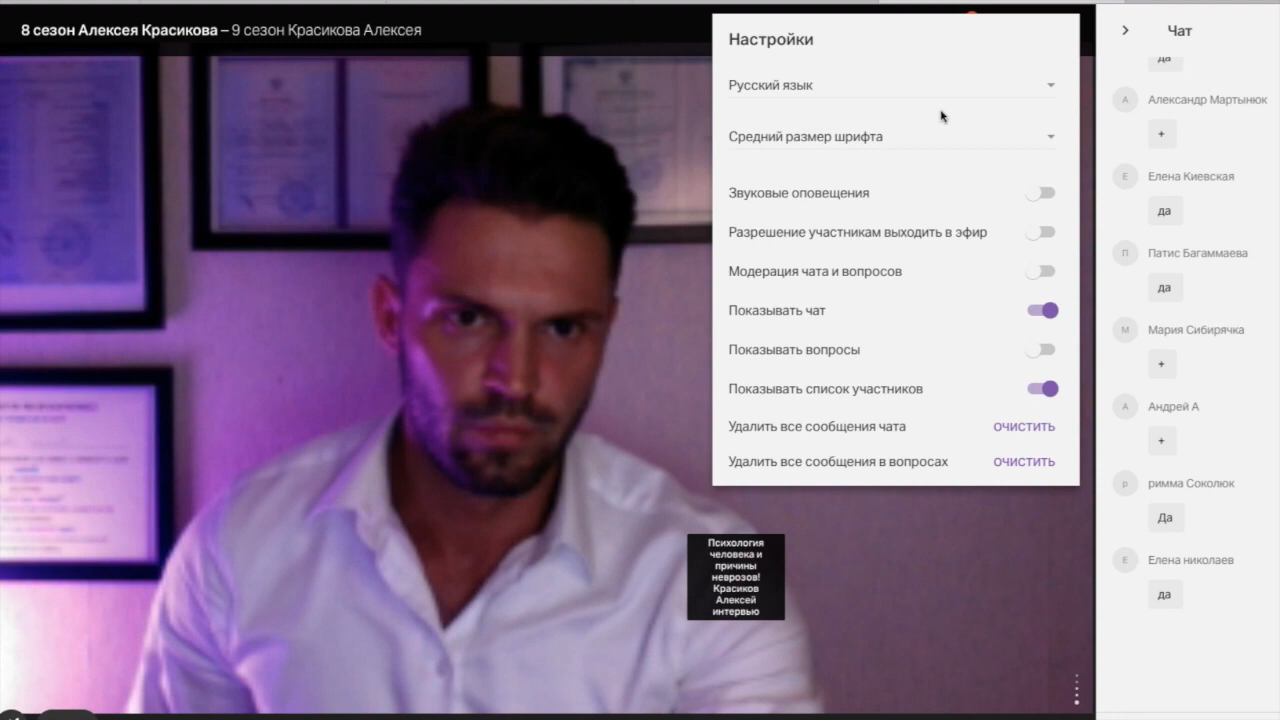 8 сезон Алексея Красикова – 9 сезон Красикова Алексея
Настройки
Русский язык
Средний размер шрифта
Звуковые оповещения
Разрешение участникам выходить в эфир
Модерация чата и вопросов
Показывать чат
Показывать вопросы
Показывать список участников
Удалить все сообщения чата ОЧИСТИТЬ
Удалить все сообщения в вопросах ОЧИСТИТЬ
Психология
человека и
причины
неврозов!
Красиков
Алексей
интервью
Чат
да
А Александр Мартынюк
+
Е Елена Киевская
да
П Патис Багаммаева
да
М Мария Сибирячка
+
А Андрей А
+
р римма Соколюк
Да
Е Елена николаев
да